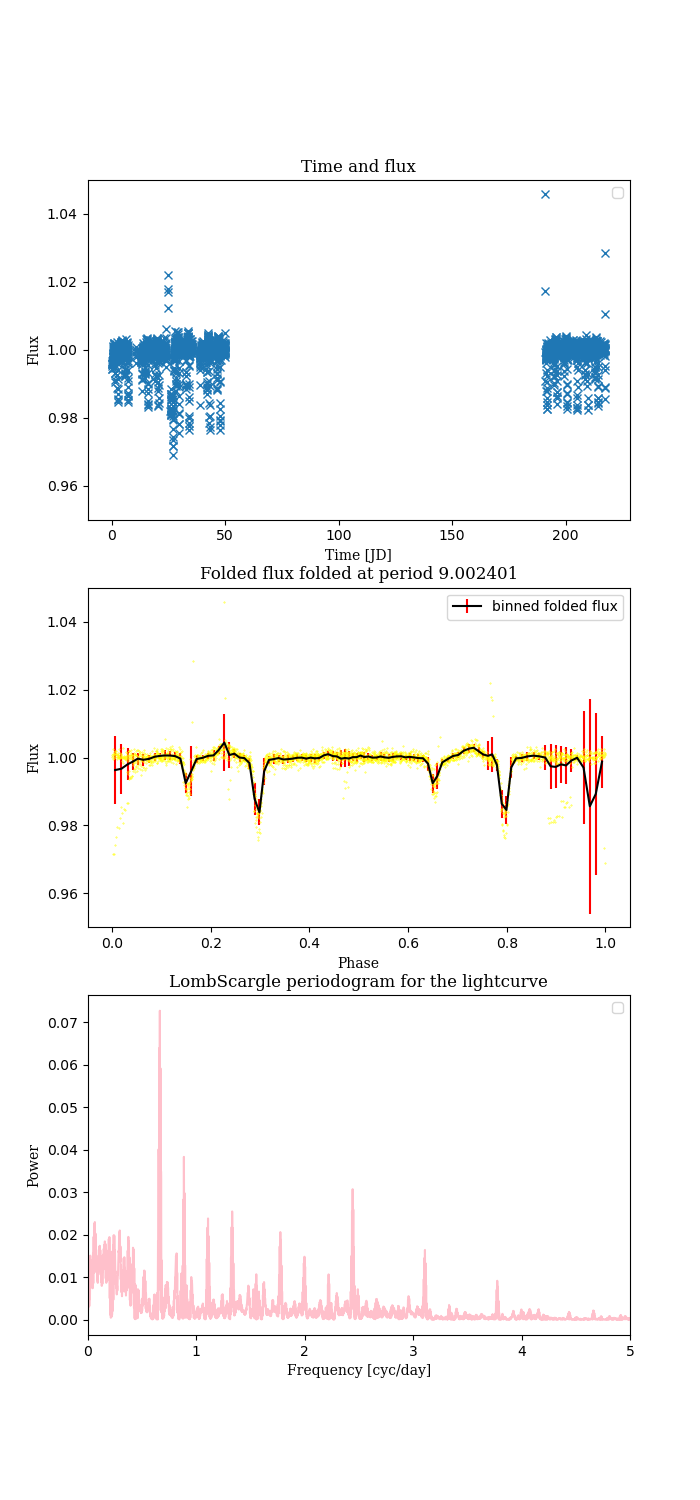 Time and flux
1.04
1.02
1.00
0.98
0.96
Flux
0 50 100 150 200
Time [JD]
Folded flux folded at period 9.002401
binned folded flux
1.04
1.02
1.00
0.98
0.96
Flux
0.0 0.2 0.4 0.6 0.8 1.0
Phase
LombScargle periodogram for the lightcurve
0.07
0.06
0.05
0.04
0.03
0.02
0.01
0.00
Power
0 1 2 3 4 5
Frequency [cyc/day]